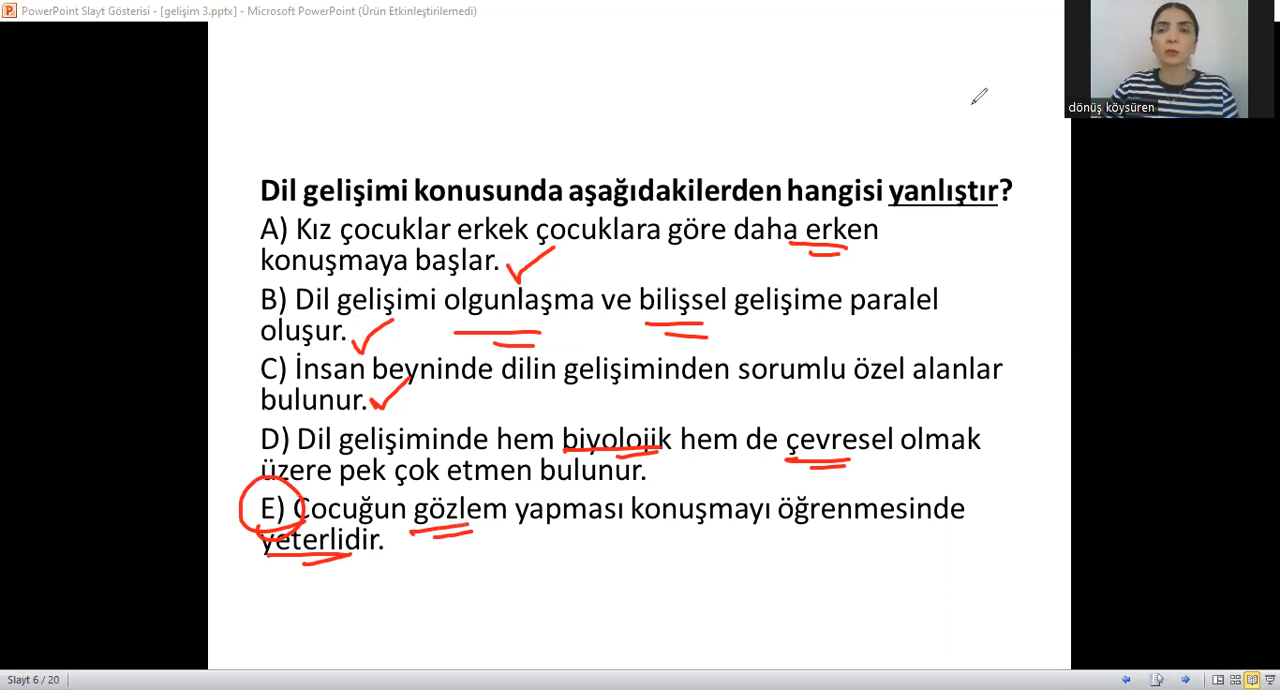 PowerPoint Slayt Gösterisi - [gelişim 3.pptx] - Microsoft PowerPoint (Ürün Etkinleştirilemedi)
dönüş köysüren
Dil gelişimi konusunda aşağıdakilerden hangisi yanlıştır?
A) Kız çocuklar erkek çocuklara göre daha erken
konuşmaya başlar.
B) Dil gelişimi olgunlaşma ve bilişsel gelişime paralel
oluşur.
C) İnsan beyninde dilin gelişiminden sorumlu özel alanlar
bulunur.
D) Dil gelişiminde hem biyolojik hem de çevresel olmak
üzere pek çok etmen bulunur.
E) Çocuğun gözlem yapması konuşmayı öğrenmesinde
yeterlidir.
Slayt 6 / 20